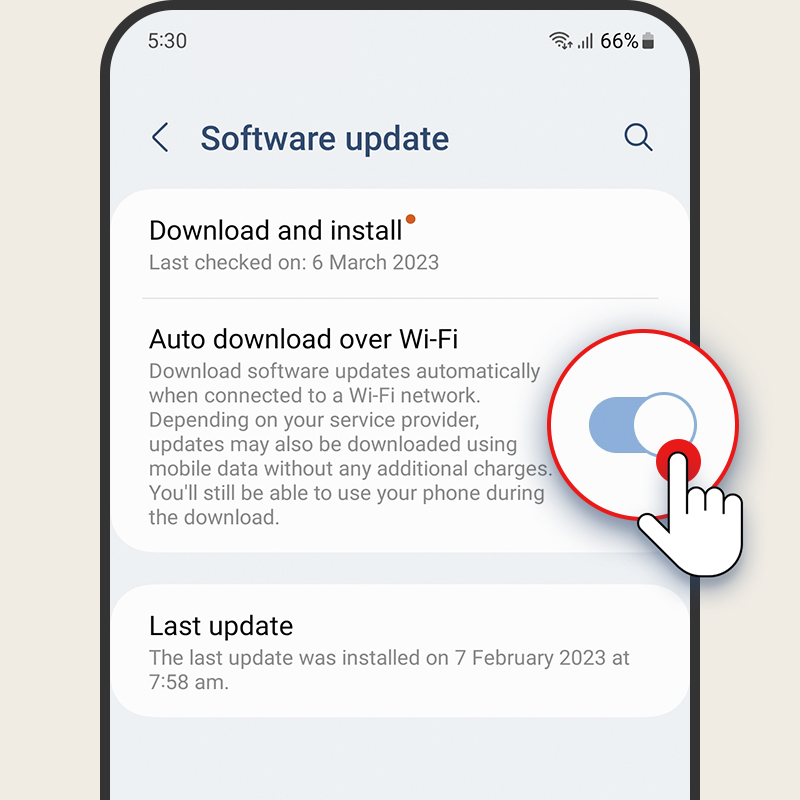 5:30
66%
Software update
Download and install
Last checked on: 6 March 2023
Auto download over Wi-Fi
Download software updates automatically
when connected to a Wi-Fi network.
Depending on your service provider,
updates may also be downloaded using
mobile data without any additional charges.
You'll still be able to use your phone during
the download.
Last update
The last update was installed on 7 February 2023 at
7:58 am.